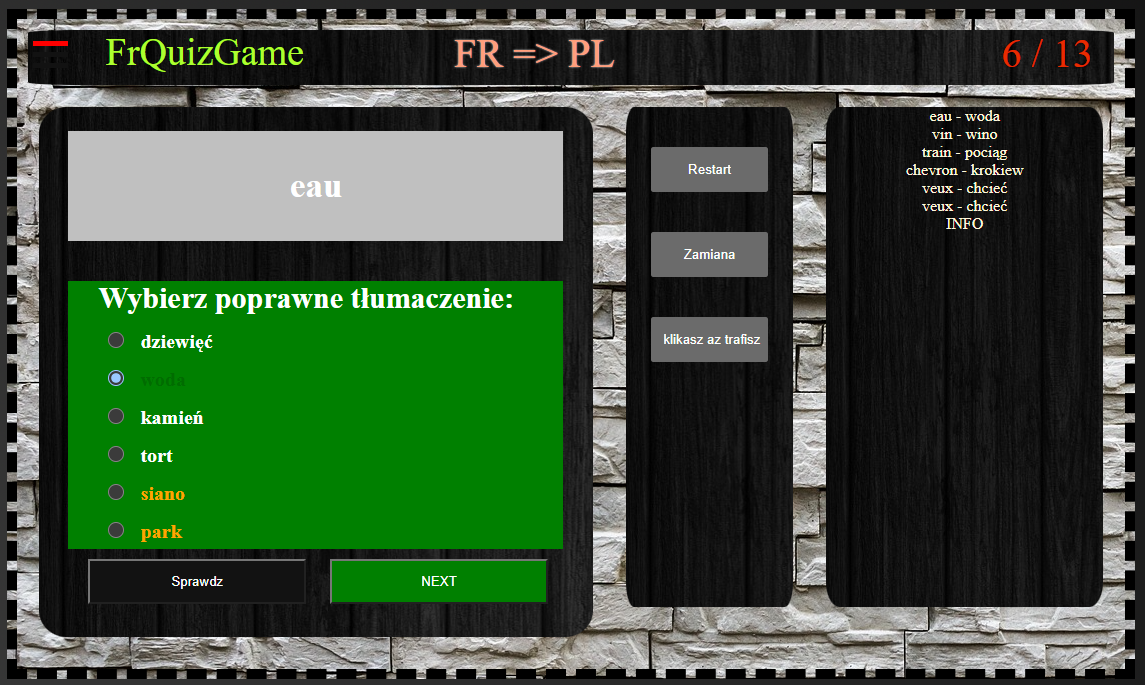 FrQuizGame
FR => PL
6 / 13
eau
Wybierz poprawne tłumaczenie:
dziewięć
woda
kamień
tort
siano
park
Sprawdz
NEXT
Restart
Zamiana
klikasz az trafisz
eau - woda
vin - wino
train - pociąg
chevron - krokiew
veux - chcieć
veux - chcieć
INFO